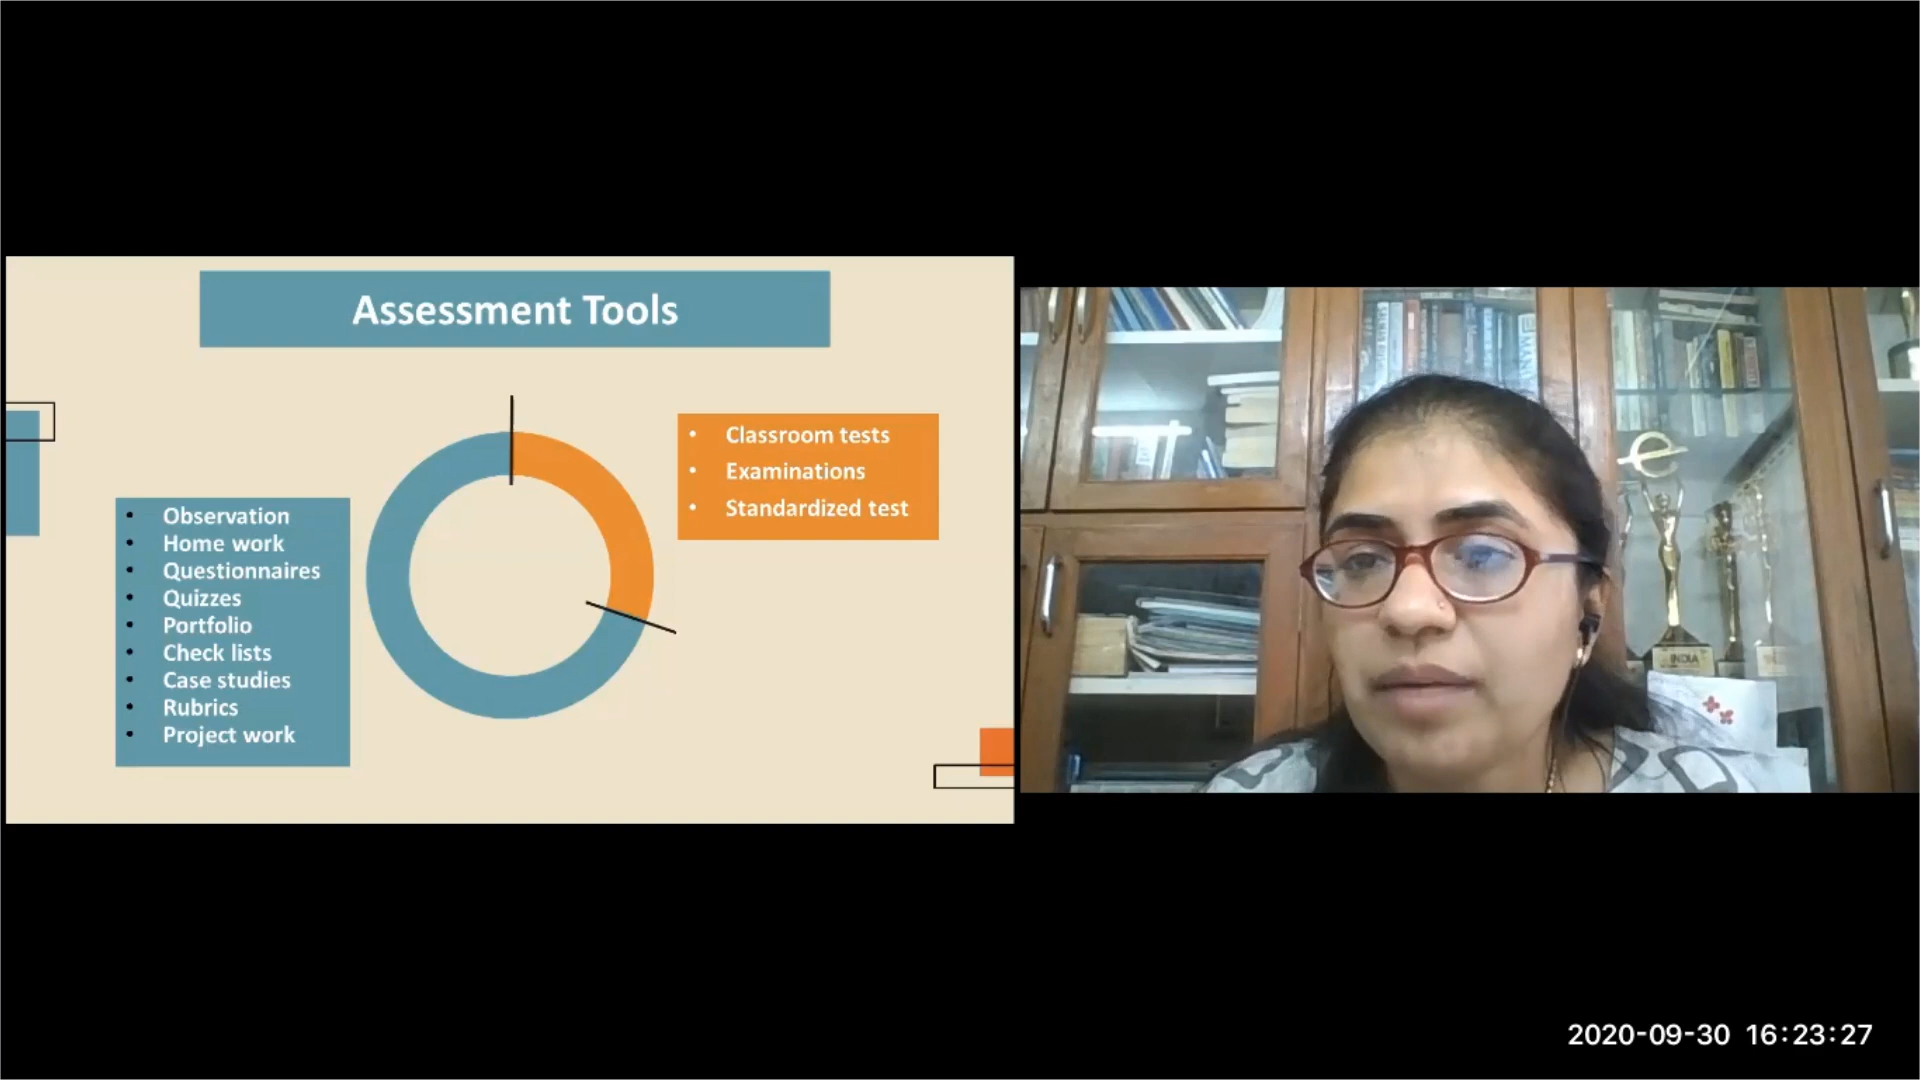 Assessment Tools
• Classroom tests
• Examinations
• Standardized test
• Observation
• Home work
• Questionnaires
• Quizzes
• Portfolio
• Check lists
• Case studies
• Rubrics
• Project work
INDIA
2020-09-30 16:23:27